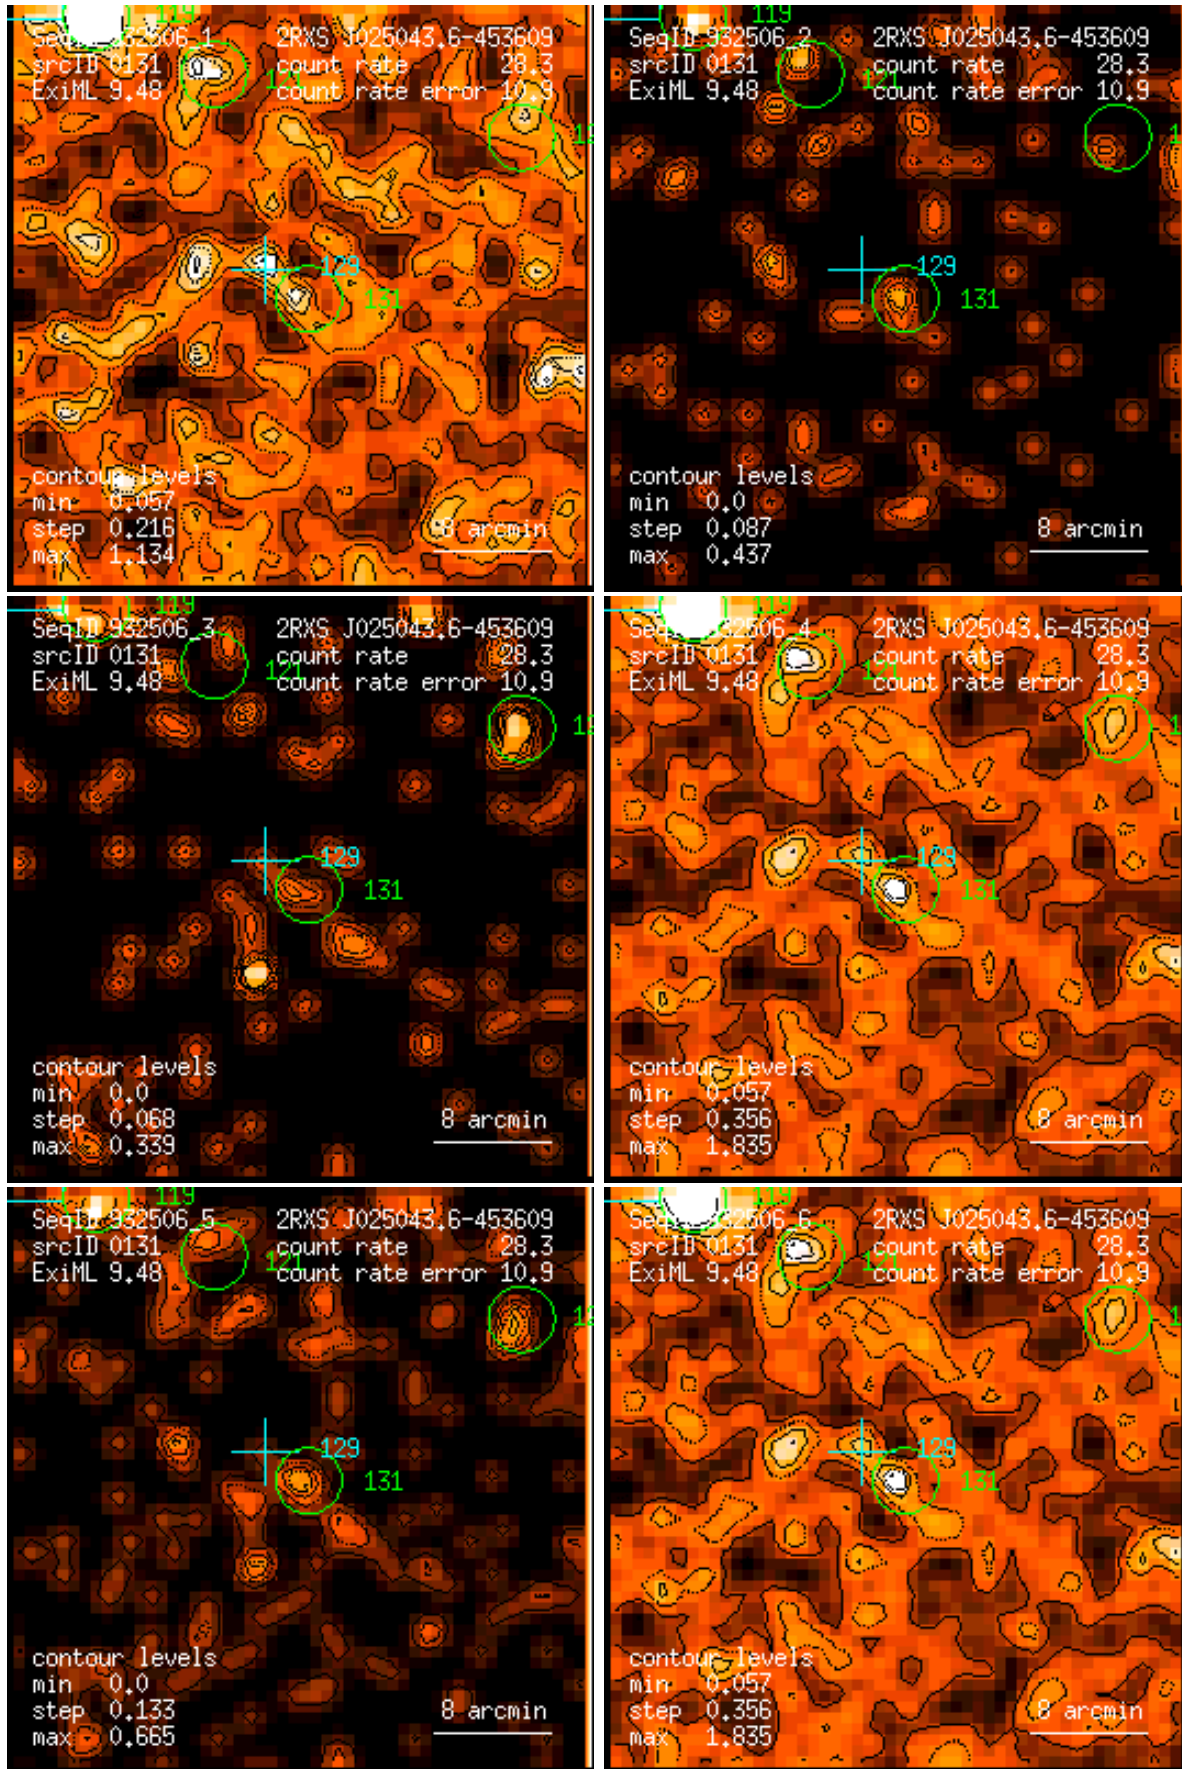 119
SeqID 932506_1 2RXS J025043.6-453609
srcID 0131 count rate 28.3
ExiML 9.48 121 count rate error 10.9
129
131
contour levels
min 0.057
step 0.216 8 arcmin
max 1.134
119
SeqID 932506_2 2RXS J025043.6-453609
srcID 0131 count rate 28.3
ExiML 9.48 121 count rate error 10.9
129
131
contour levels
min 0.0
step 0.087 8 arcmin
max 0.437
119
SeqID 932506_3 2RXS J025043.6-453609
srcID 0131 count rate 28.3
ExiML 9.48 121 count rate error 10.9
129
131
contour levels
min 0.0
step 0.068 8 arcmin
max 0.339
119
SeqID 932506_4 2RXS J025043.6-453609
srcID 0131 count rate 28.3
ExiML 9.48 121 count rate error 10.9
129
131
contour levels
min 0.057
step 0.356 8 arcmin
max 1.835
119
SeqID 932506_5 2RXS J025043.6-453609
srcID 0131 count rate 28.3
ExiML 9.48 121 count rate error 10.9
129
131
contour levels
min 0.0
step 0.133 8 arcmin
max 0.665
119
SeqID 932506_6 2RXS J025043.6-453609
srcID 0131 count rate 28.3
ExiML 9.48 121 count rate error 10.9
129
131
contour levels
min 0.057
step 0.356 8 arcmin
max 1.835